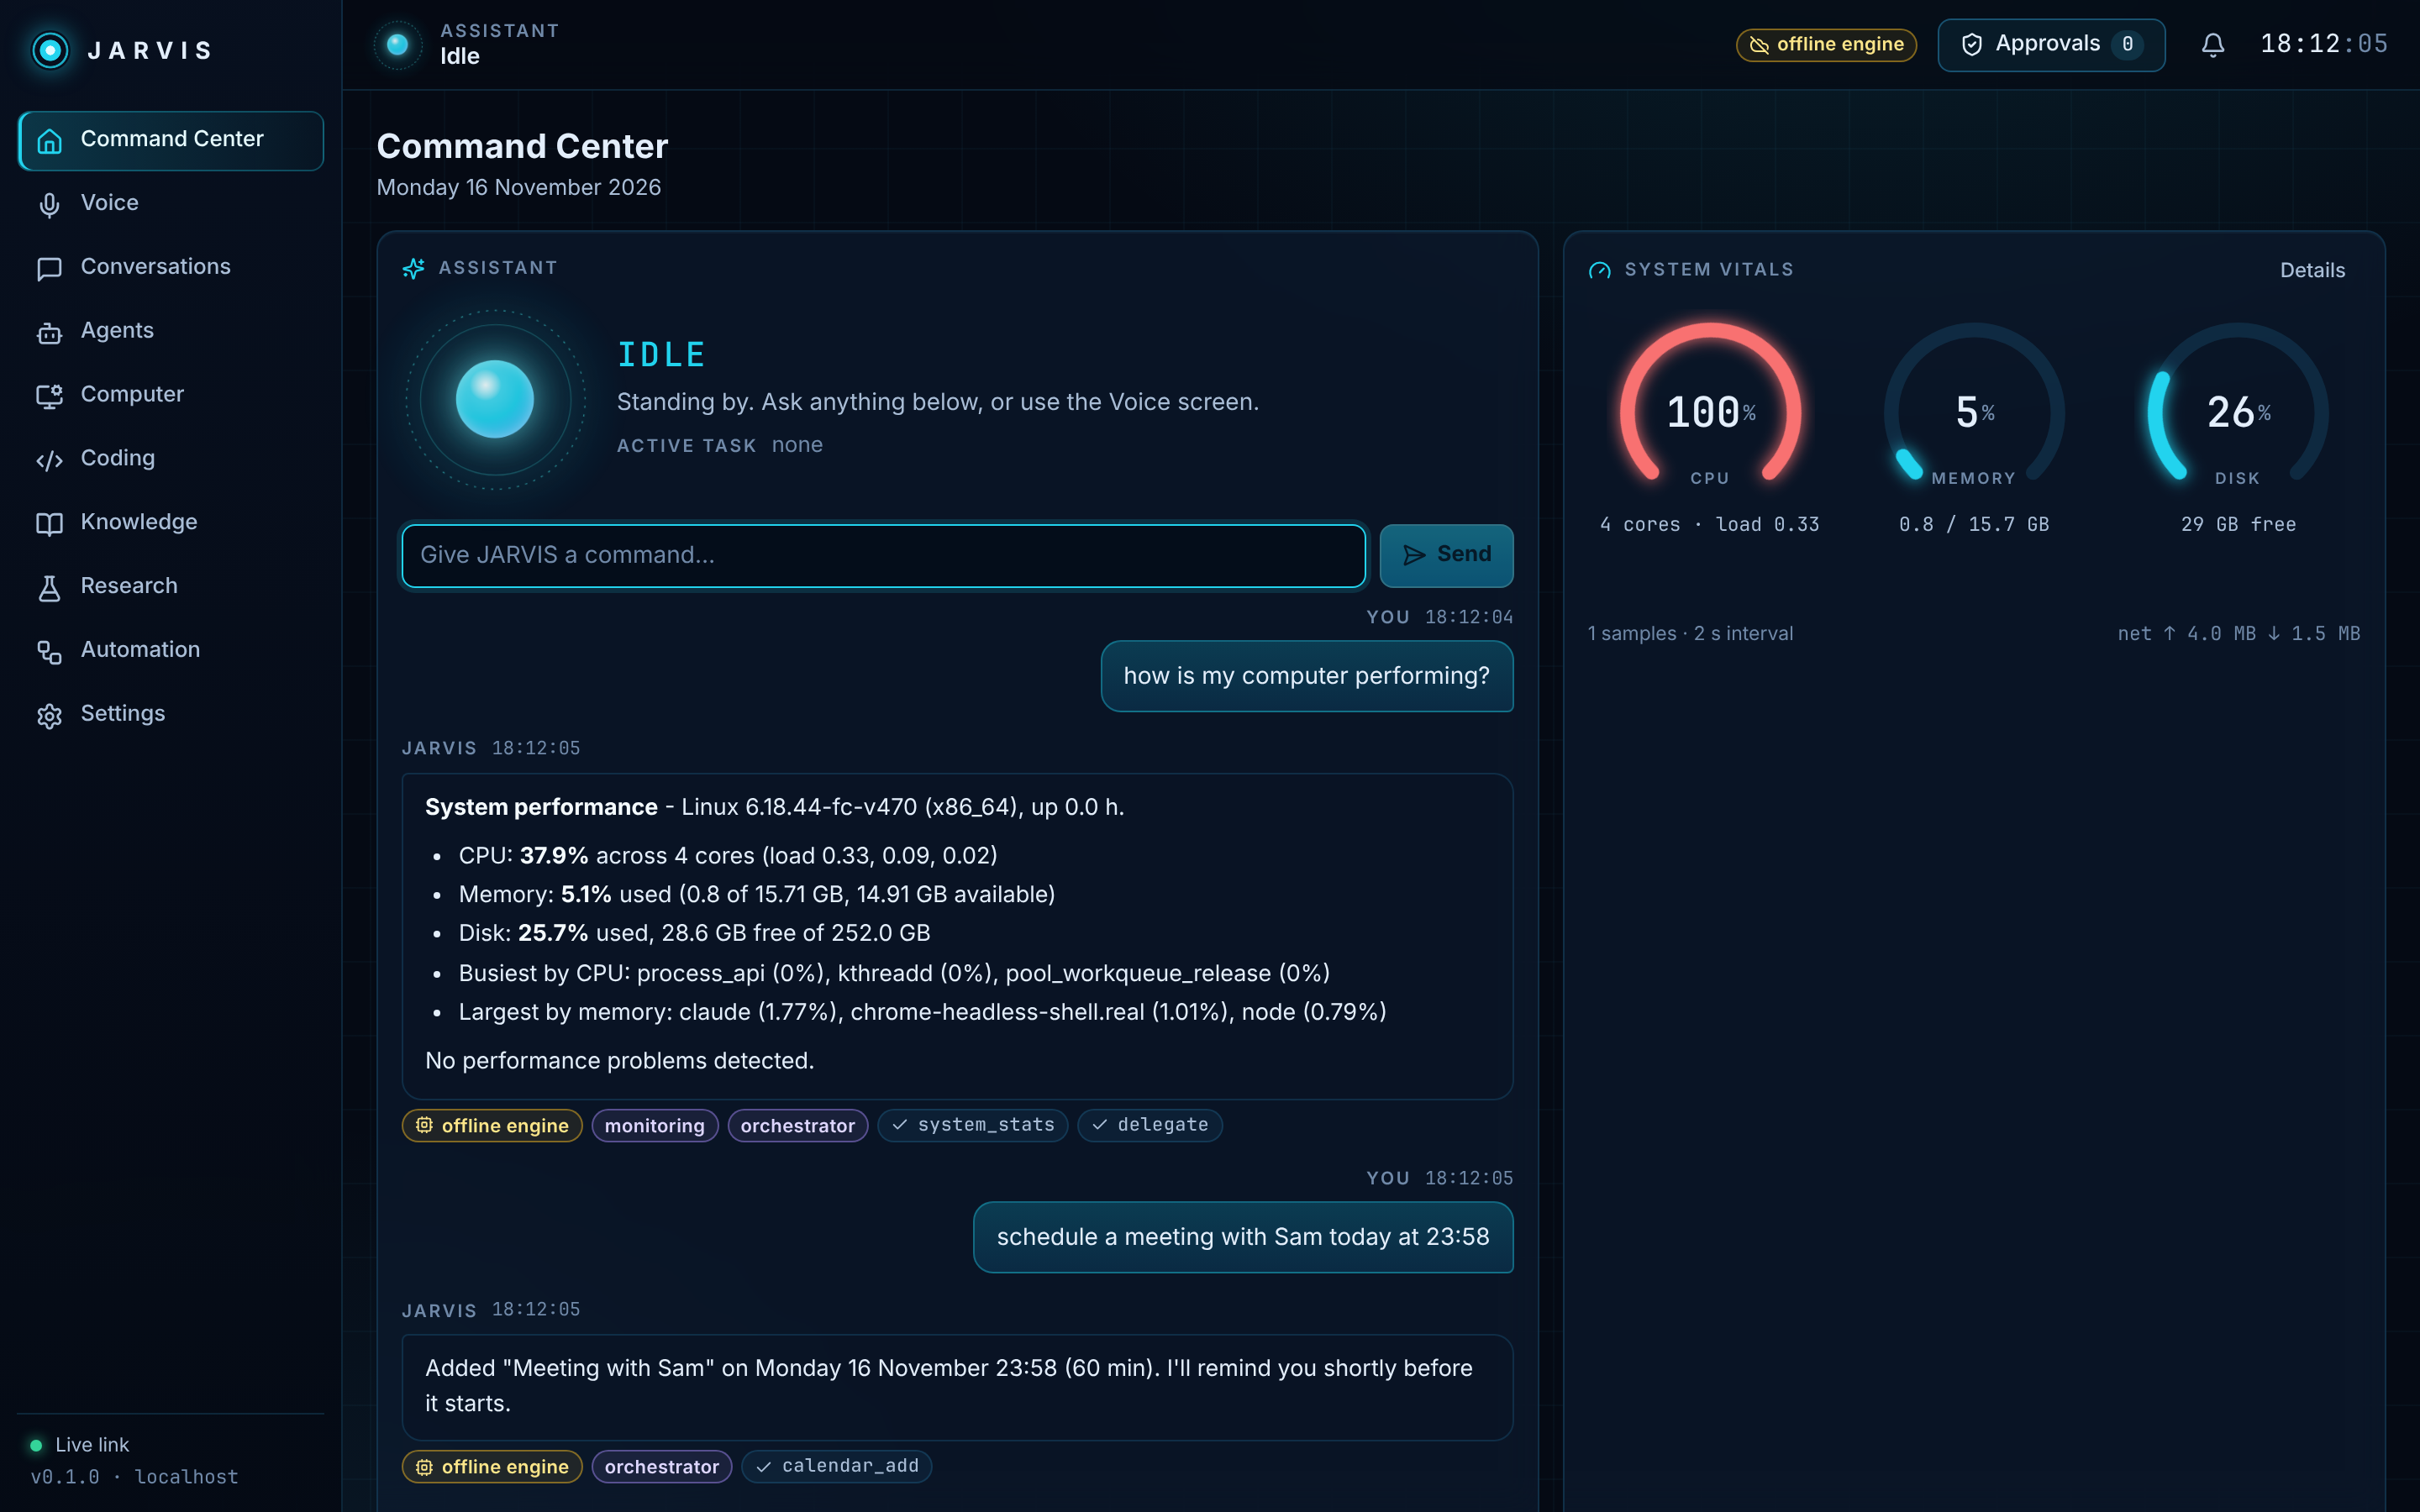 JARVIS
Command Center
Voice
Conversations
Agents
Computer
Coding
Knowledge
Research
Automation
Settings
Live link
v0.1.0 · localhost
ASSISTANT
Idle
offline engine
Approvals 0
18:12:05
Command Center
Monday 16 November 2026
ASSISTANT
IDLE
Standing by. Ask anything below, or use the Voice screen.
ACTIVE TASK none
Give JARVIS a command...
Send
YOU 18:12:04
how is my computer performing?
JARVIS 18:12:05
System performance - Linux 6.18.44-fc-v470 (x86_64), up 0.0 h.
• CPU: 37.9% across 4 cores (load 0.33, 0.09, 0.02)
• Memory: 5.1% used (0.8 of 15.71 GB, 14.91 GB available)
• Disk: 25.7% used, 28.6 GB free of 252.0 GB
• Busiest by CPU: process_api (0%), kthreadd (0%), pool_workqueue_release (0%)
• Largest by memory: claude (1.77%), chrome-headless-shell.real (1.01%), node (0.79%)
No performance problems detected.
offline engine monitoring orchestrator ✓ system_stats ✓ delegate
YOU 18:12:05
schedule a meeting with Sam today at 23:58
JARVIS 18:12:05
Added "Meeting with Sam" on Monday 16 November 23:58 (60 min). I'll remind you shortly before
it starts.
offline engine orchestrator ✓ calendar_add
SYSTEM VITALS
Details
100% 5% 26%
CPU MEMORY DISK
4 cores · load 0.33 0.8 / 15.7 GB 29 GB free
1 samples · 2 s interval net ↑ 4.0 MB ↓ 1.5 MB